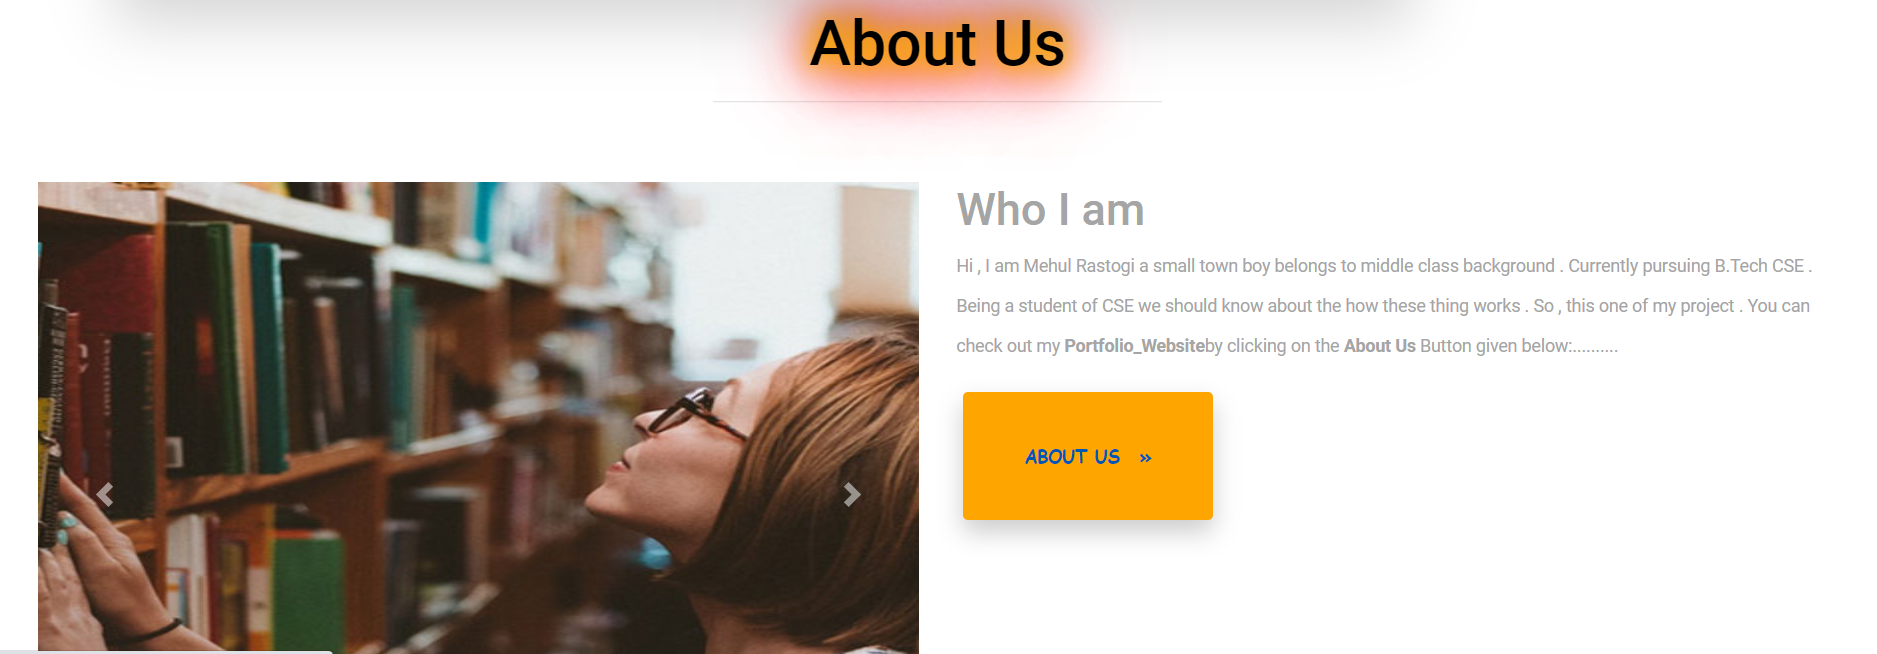 About Us
Who I am
Hi , I am Mehul Rastogi a small town boy belongs to middle class background . Currently pursuing B.Tech CSE .
Being a student of CSE we should know about the how these thing works . So , this one of my project . You can
check out my Portfolio_Websiteby clicking on the About Us Button given below:..........
ABOUT US »